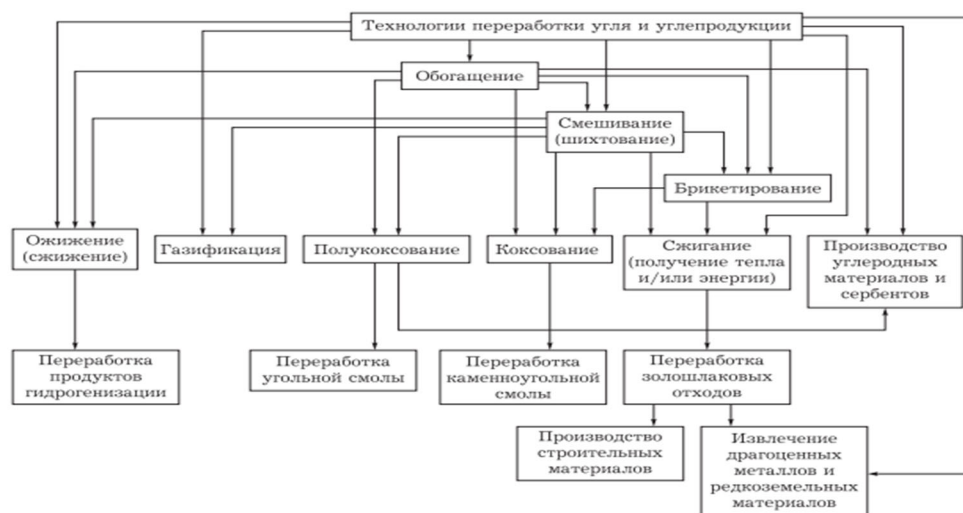 Технологии переработки угля и углепродукции
Обогащение
Смешивание
(шихтование)
Брикетирование
Ожижение
(сжижение)
Газификация
Полукоксование
Коксование
Сжигание
(получение тепла
и/или энергии)
Производство
углеродных
материалов и
сербентов
Переработка
продуктов
гидрогенизации
Переработка
угольной смолы
Переработка
каменноугольной
смолы
Переработка
золошлаковых
отходов
Производство
строительных
материалов
Извлечение
драгоценных
металлов и
редкоземельных
материалов